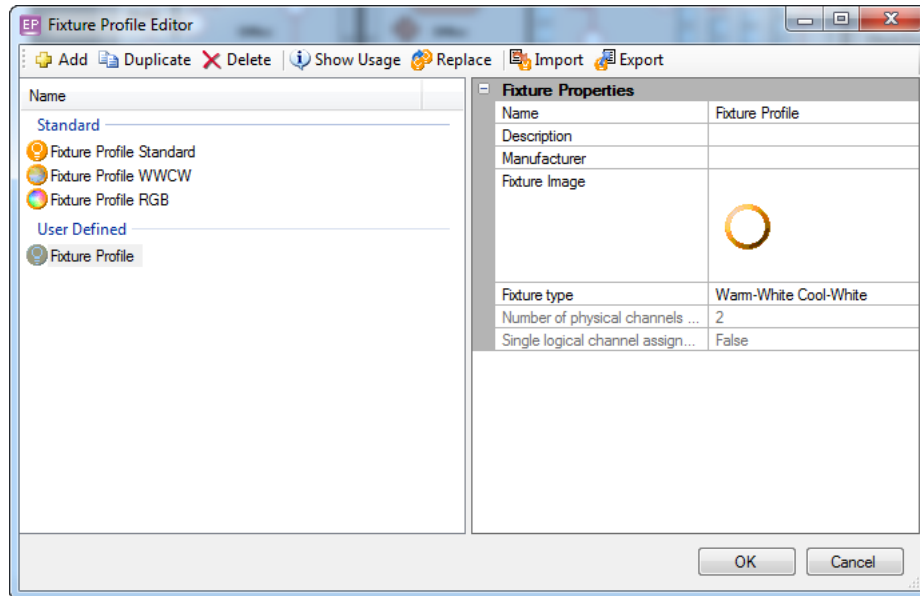 EP Fixture Profile Editor
Add Duplicate Delete Show Usage Replace Import Export
Name
Standard
Fixture Profile Standard
Fixture Profile WWCW
Fixture Profile RGB
User Defined
Fixture Profile
Fixture Properties
Name Fixture Profile
Description
Manufacturer
Fixture Image
Fixture type Warm-White Cool-White
Number of physical channels ... 2
Single logical channel assign... False
OK Cancel